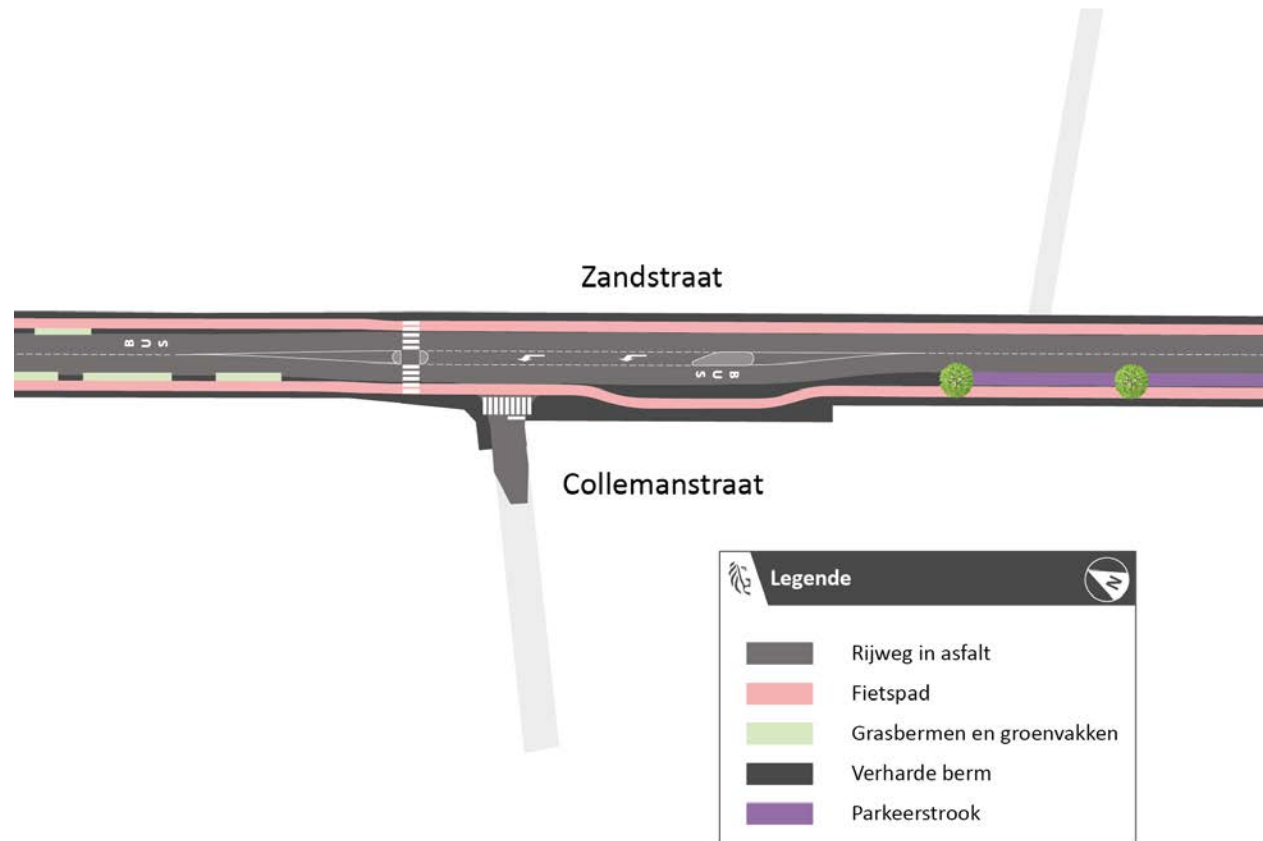 Zandstraat
BUS
BUS
Collemanstraat
Legende
N
Rijweg in asfalt
Fietspad
Grasbermen en groenvakken
Verharde berm
Parkeerstrook